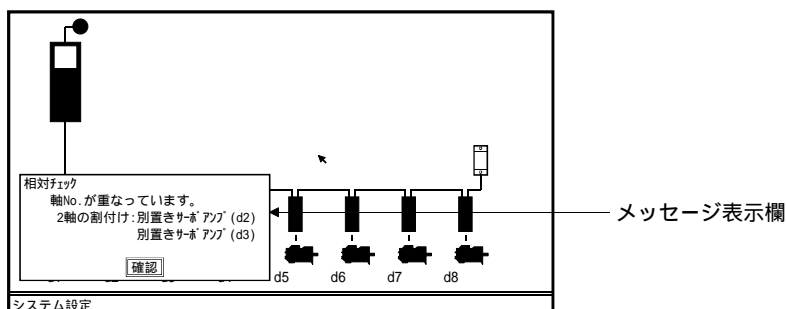 相対ﾁｪｯｸ
軸No.が重なっています。
2軸の割付け:別置きｻｰﾎﾞｱﾝﾌﾟ(d2)
別置きｻｰﾎﾞｱﾝﾌﾟ(d3)
確認
メッセージ表示欄
d5 d6 d7 d8
システム設定